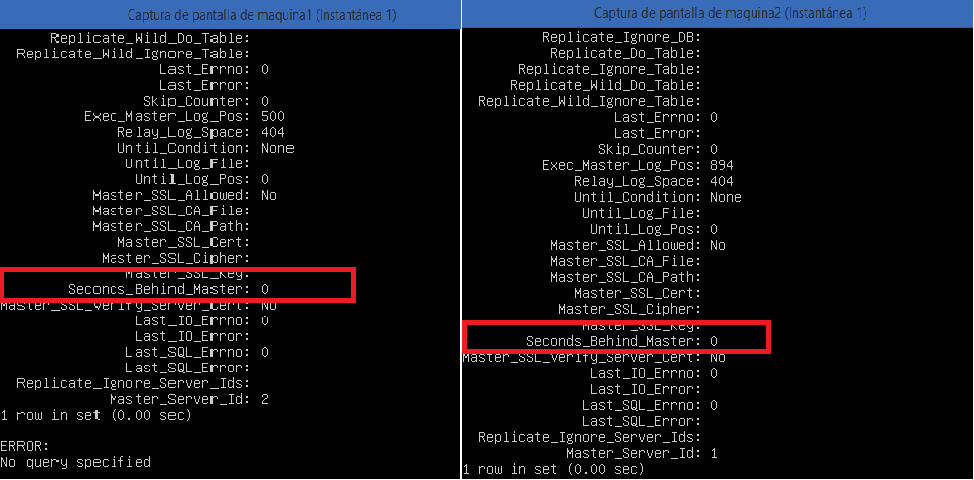 Captura de pantalla de maquina1 (Instantánea 1)
Replicate_Wild_Do_Table:
Replicate_Wild_Ignore_Table:
Last_Errno: 0
Last_Error:
Skip_Counter: 0
Exec_Master_Log_Pos: 500
Relay_Log_Space: 404
Until_Condition: None
Until_Log_File:
Until_Log_Pos: 0
Master_SSL_Allowed: No
Master_SSL_CA_File:
Master_SSL_CA_Path:
Master_SSL_Cert:
Master_SSL_Cipher:
Master_SSL_Key:
Seconds_Behind_Master: 0
Master_SSL_Verify_Server_Cert: No
Last_IO_Errno: 0
Last_IO_Error:
Last_SQL_Errno: 0
Last_SQL_Error:
Replicate_Ignore_Server_Ids:
Master_Server_Id: 2
1 row in set (0.00 sec)
ERROR:
No query specified
Captura de pantalla de maquina2 (Instantánea 1)
Replicate_Ignore_DB:
Replicate_Do_Table:
Replicate_Ignore_Table:
Replicate_Wild_Do_Table:
Replicate_Wild_Ignore_Table:
Last_Errno: 0
Last_Error:
Skip_Counter: 0
Exec_Master_Log_Pos: 894
Relay_Log_Space: 404
Until_Condition: None
Until_Log_File:
Until_Log_Pos: 0
Master_SSL_Allowed: No
Master_SSL_CA_File:
Master_SSL_CA_Path:
Master_SSL_Cert:
Master_SSL_Cipher:
Master_SSL_Key:
Seconds_Behind_Master: 0
Master_SSL_Verify_Server_Cert: No
Last_IO_Errno: 0
Last_IO_Error:
Last_SQL_Errno: 0
Last_SQL_Error:
Replicate_Ignore_Server_Ids:
Master_Server_Id: 1
1 row in set (0.00 sec)